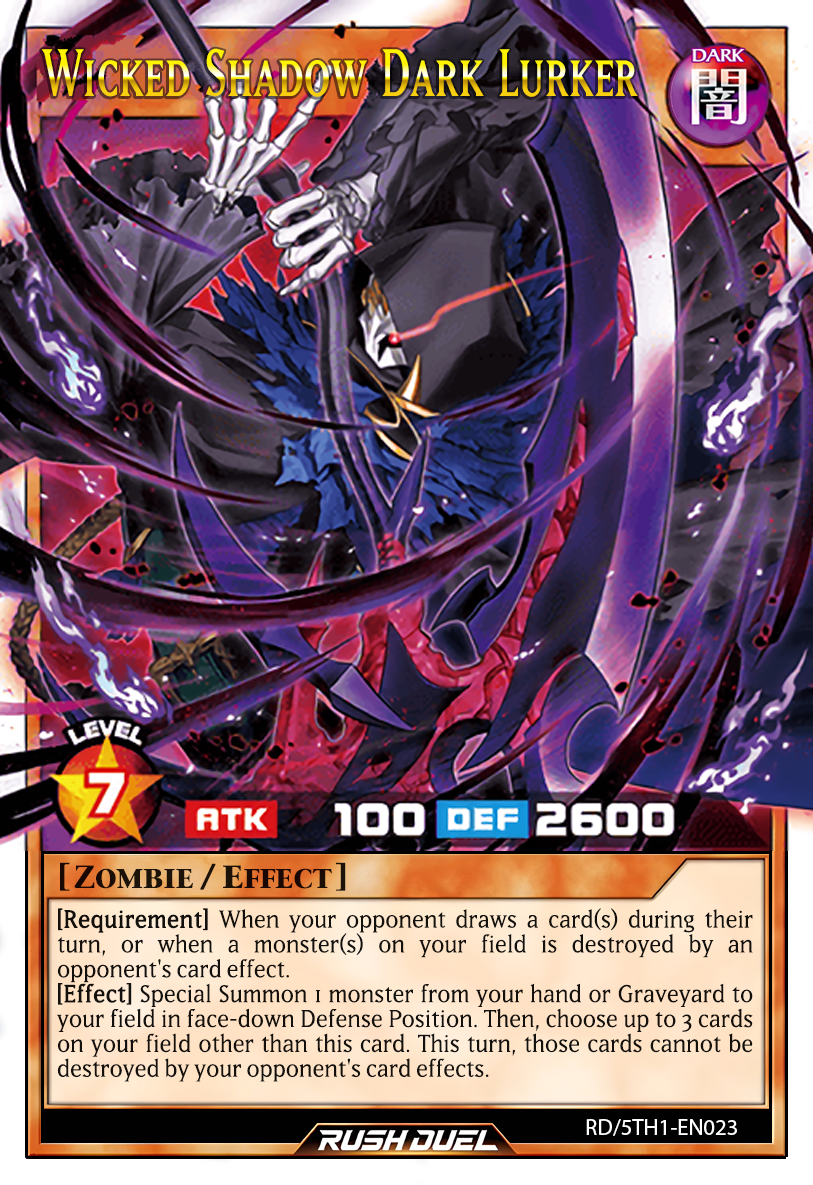 Wicked Shadow Dark Lurker
DARK
闇
LEVEL
7
ATK 100 DEF 2600
[Zombie / Effect]
[Requirement] When your opponent draws a card(s) during their
turn, or when a monster(s) on your field is destroyed by an
opponent's card effect.
[Effect] Special Summon 1 monster from your hand or Graveyard to
your field in face-down Defense Position. Then, choose up to 3 cards
on your field other than this card. This turn, those cards cannot be
destroyed by your opponent's card effects.
RUSH DUEL
RD/5TH1-EN023